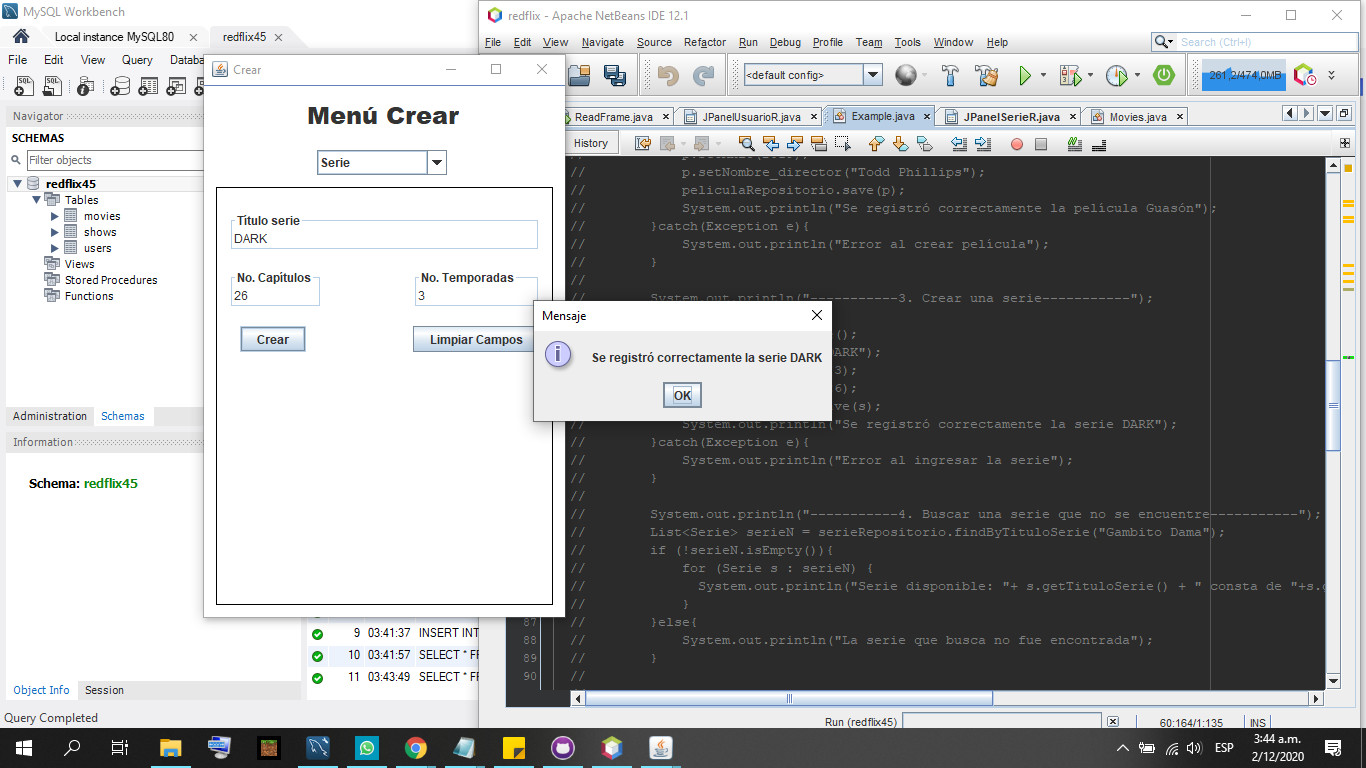 MySQL Workbench
Local instance MySQL80
redflix45
File Edit View Query Databa
Navigator
SCHEMAS
Filter objects
redflix45
Tables
movies
shows
users
Views
Stored Procedures
Functions
Administration Schemas
Information
Schema: redflix45
Object Info Session
Query Completed
9 03:41:37 INSERT INT
10 03:41:57 SELECT * FR
11 03:43:49 SELECT * FR
Crear
Menú Crear
Serie
Título serie
DARK
No. Capítulos
26
No. Temporadas
3
Crear
Limpiar Campos
Mensaje
Se registró correctamente la serie DARK
OK
redflix - Apache NetBeans IDE 12.1
File Edit View Navigate Source Refactor Run Debug Profile Team Tools Window Help
Search (Ctrl+I)
<default config>
261,2/474,0MB
ReadFrame.java JPanelUsuarioR.java Example.java JPanelSerieR.java Movies.java
History
// p.setNombre_director("Todd Phillips");
// peliculaRepositorio.save(p);
// System.out.println("Se registró correctamente la película Guasón");
// }catch(Exception e){
// System.out.println("Error al crear película");
// }
//
// System.out.println("-----------3. Crear una serie-----------");
();
ARK");
3);
6);
ve(s);
// System.out.println("Se registró correctamente la serie DARK");
// }catch(Exception e){
// System.out.println("Error al ingresar la serie");
// }
//
// System.out.println("-----------4. Buscar una serie que no se encuentre-----------");
// List<Serie> serieN = serieRepositorio.findByTituloSerie("Gambito Dama");
// if (!serieN.isEmpty()){
// for (Serie s : serieN) {
// System.out.println("Serie disponible: "+ s.getTituloSerie() + " consta de "+s.
// }
87 // }else{
88 // System.out.println("La serie que busca no fue encontrada");
89 // }
90 //
Run (redflix45)
60:164/1:135 INS
ESP
3:44 a.m.
2/12/2020